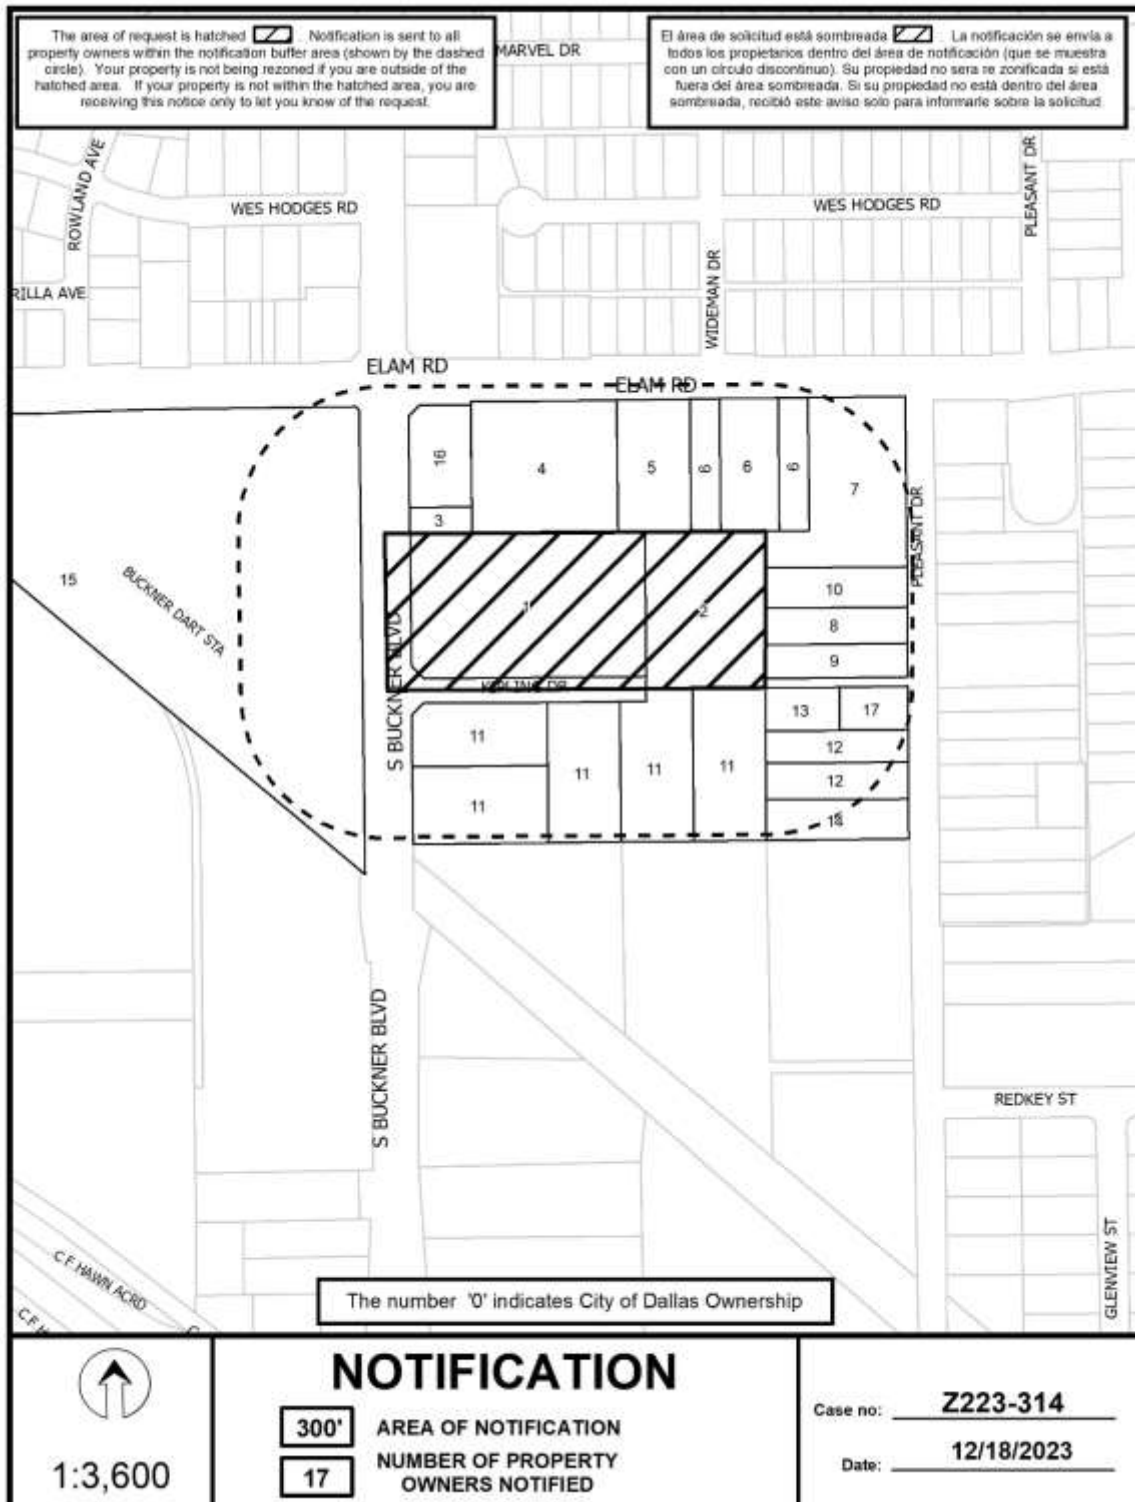 The area of request is hatched . Notification is sent to all
property owners within the notification buffer area (shown by the dashed
circle). Your property is not being rezoned if you are outside of the
hatched area. If your property is not within the hatched area, you are
receiving this notice only to let you know of the request.
El área de solicitud está sombreada . La notificación se envía a
todos los propietarios dentro del área de notificación (que se muestra
con un círculo discontinuo). Su propiedad no sera re zonificada si está
fuera del área sombreada. Si su propiedad no está dentro del área
sombreada, recibió este aviso solo para informarle sobre la solicitud.
MARVEL DR
ROWLAND AVE
WES HODGES RD
WES HODGES RD
PLEASANT DR
RILLA AVE
WIDEMAN DR
ELAM RD
ELAM RD
16
4
5
6
6
6
7
3
PLEASANT DR
15
BUCKNER DART STA
1
2
10
8
9
S BUCKNER BLVD
KIPLING DR
13
17
11
11
11
11
12
12
11
14
S BUCKNER BLVD
REDKEY ST
GLENVIEW ST
C F HAWN ACRD
C F
The number '0' indicates City of Dallas Ownership
1:3,600
NOTIFICATION
300' AREA OF NOTIFICATION
17 NUMBER OF PROPERTY
OWNERS NOTIFIED
Case no: Z223-314
Date: 12/18/2023